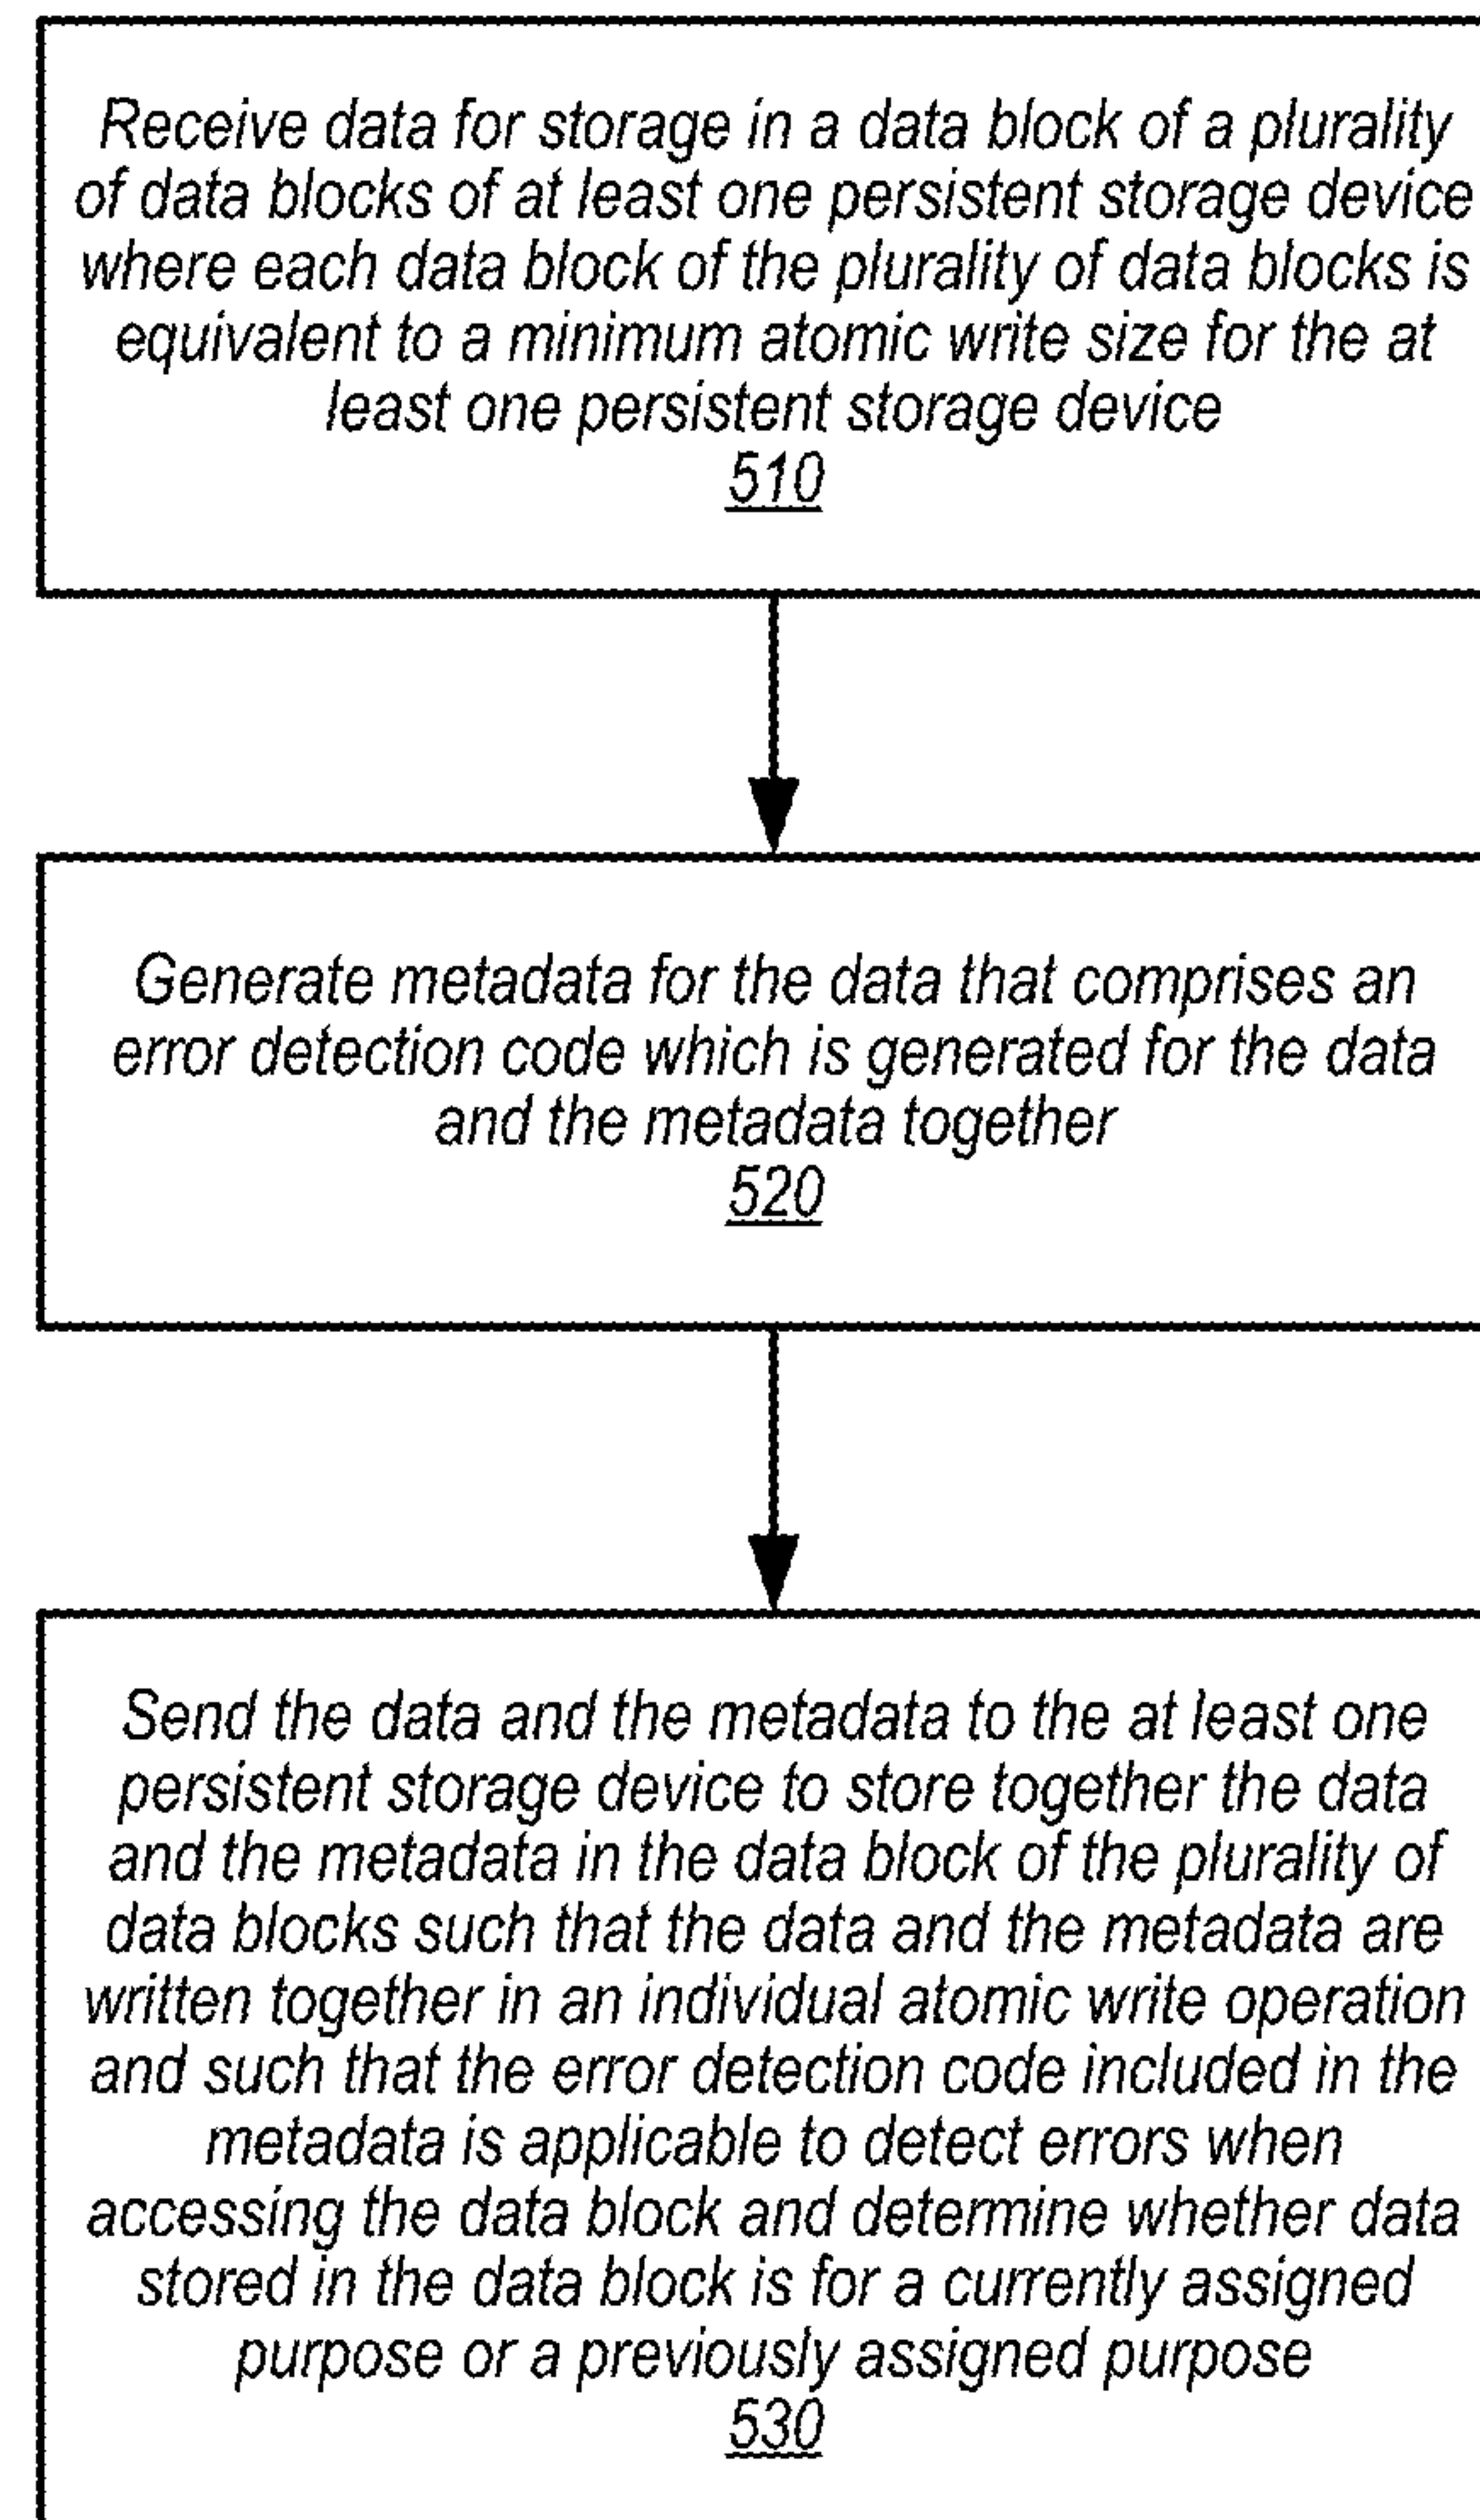 Receive data for storage in a data block of a plurality
of data blocks of at least one persistent storage device
where each data block of the plurality of data blocks is
equivalent to a minimum atomic write size for the at
least one persistent storage device
510
Generate metadata for the data that comprises an
error detection code which is generated for the data
and the metadata together
520
Send the data and the metadata to the at least one
persistent storage device to store together the data
and the metadata in the data block of the plurality of
data blocks such that the data and the metadata are
written together in an individual atomic write operation
and such that the error detection code included in the
metadata is applicable to detect errors when
accessing the data block and determine whether data
stored in the data block is for a currently assigned
purpose or a previously assigned purpose
530